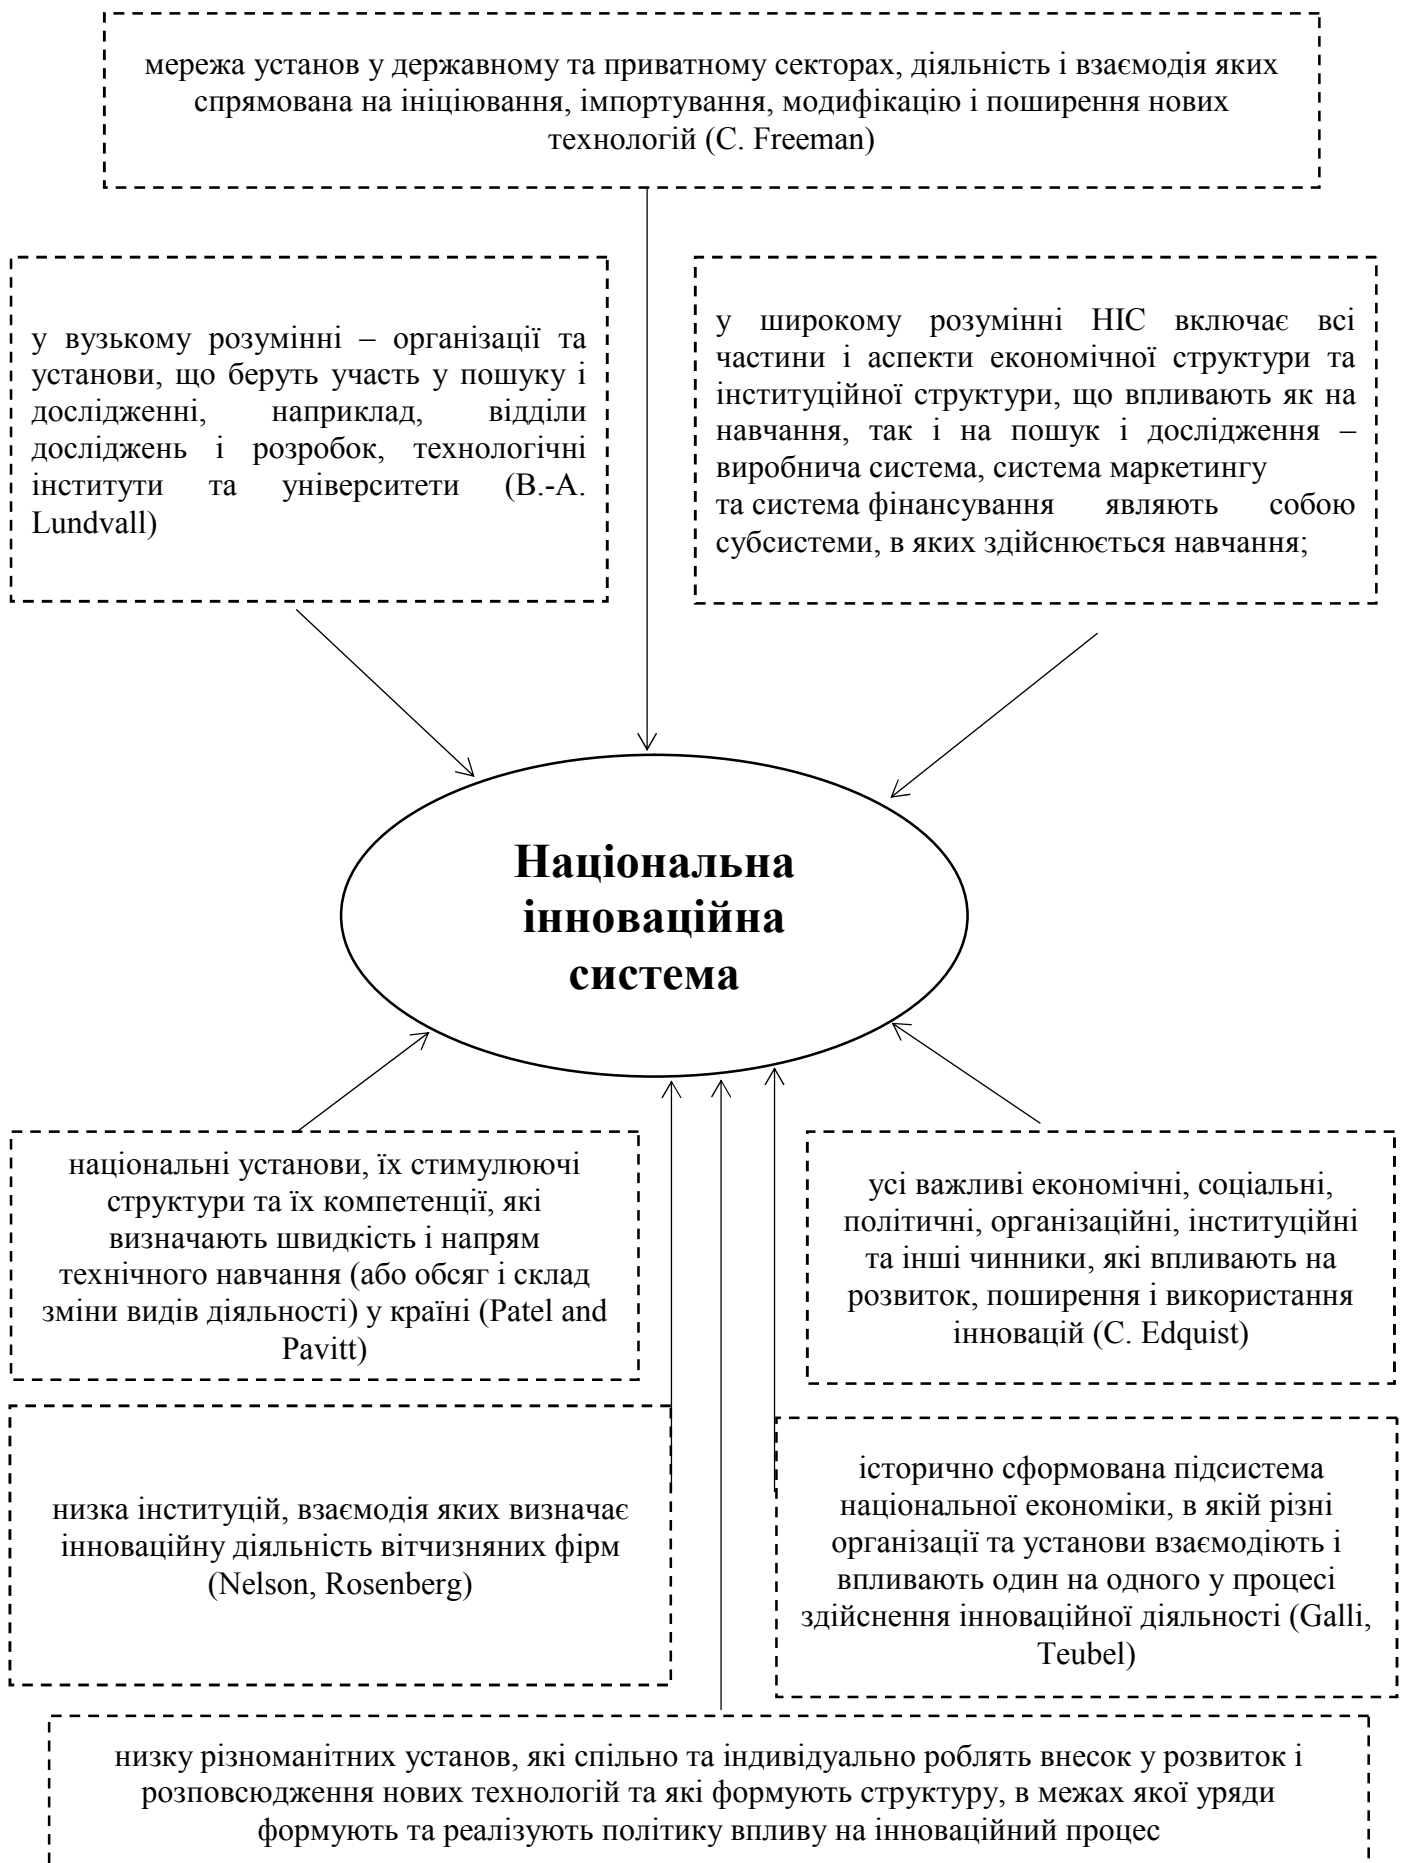 мережа установ у державному та приватному секторах, діяльність і взаємодія яких
спрямована на ініціювання, імпортування, модифікацію і поширення нових
технологій (C. Freeman)
у вузькому розумінні – організації та
установи, що беруть участь у пошуку і
дослідженні, наприклад, відділи
досліджень і розробок, технологічні
інститути та університети (B.-A.
Lundvall)
у широкому розумінні НІС включає всі
частини і аспекти економічної структури та
інституційної структури, що впливають як на
навчання, так і на пошук і дослідження –
виробнича система, система маркетингу
та система фінансування являють собою
субсистеми, в яких здійснюється навчання;
Національна
інноваційна
система
національні установи, їх стимулюючі
структури та їх компетенції, які
визначають швидкість і напрям
технічного навчання (або обсяг і склад
зміни видів діяльності) у країні (Patel and
Pavitt)
усі важливі економічні, соціальні,
політичні, організаційні, інституційні
та інші чинники, які впливають на
розвиток, поширення і використання
інновацій (C. Edquist)
низка інституцій, взаємодія яких визначає
інноваційну діяльність вітчизняних фірм
(Nelson, Rosenberg)
історично сформована підсистема
національної економіки, в якій різні
організації та установи взаємодіють і
впливають один на одного у процесі
здійснення інноваційної діяльності (Galli,
Teubel)
низку різноманітних установ, які спільно та індивідуально роблять внесок у розвиток і
розповсюдження нових технологій та які формують структуру, в межах якої уряди
формують та реалізують політику впливу на інноваційний процес